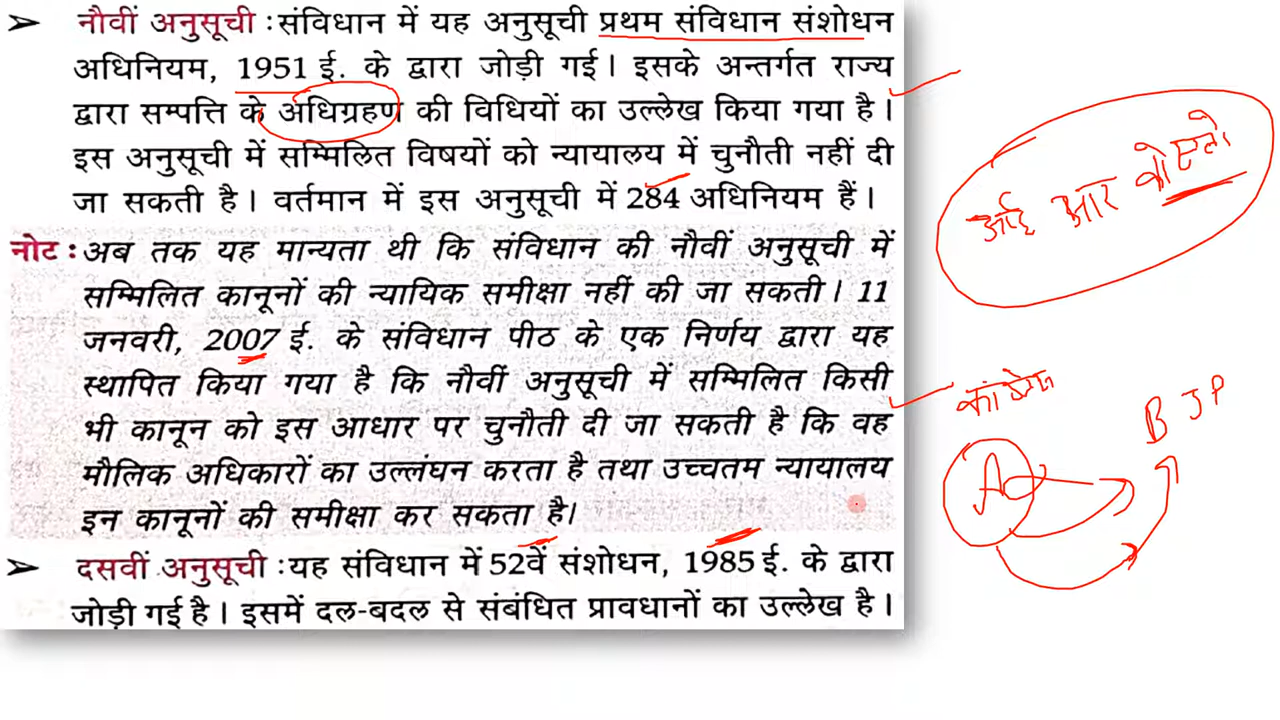 ➢ नौवीं अनुसूची : संविधान में यह अनुसूची प्रथम संविधान संशोधन
अधिनियम, 1951 ई. के द्वारा जोड़ी गई। इसके अन्तर्गत राज्य
द्वारा सम्पत्ति के अधिग्रहण की विधियों का उल्लेख किया गया है।
इस अनुसूची में सम्मिलित विषयों को न्यायालय में चुनौती नहीं दी
जा सकती है। वर्तमान में इस अनुसूची में 284 अधिनियम हैं।
नोट : अब तक यह मान्यता थी कि संविधान की नौवीं अनुसूची में
सम्मिलित कानूनों की न्यायिक समीक्षा नहीं की जा सकती। 11
जनवरी, 2007 ई. के संविधान पीठ के एक निर्णय द्वारा यह
स्थापित किया गया है कि नौवीं अनुसूची में सम्मिलित किसी
भी कानून को इस आधार पर चुनौती दी जा सकती है कि वह
मौलिक अधिकारों का उल्लंघन करता है तथा उच्चतम न्यायालय
इन कानूनों की समीक्षा कर सकता है।
➢ दसवीं अनुसूची : यह संविधान में 52वें संशोधन, 1985 ई. के द्वारा
जोड़ी गई है। इसमें दल-बदल से संबंधित प्रावधानों का उल्लेख है।
आर
A
BJP